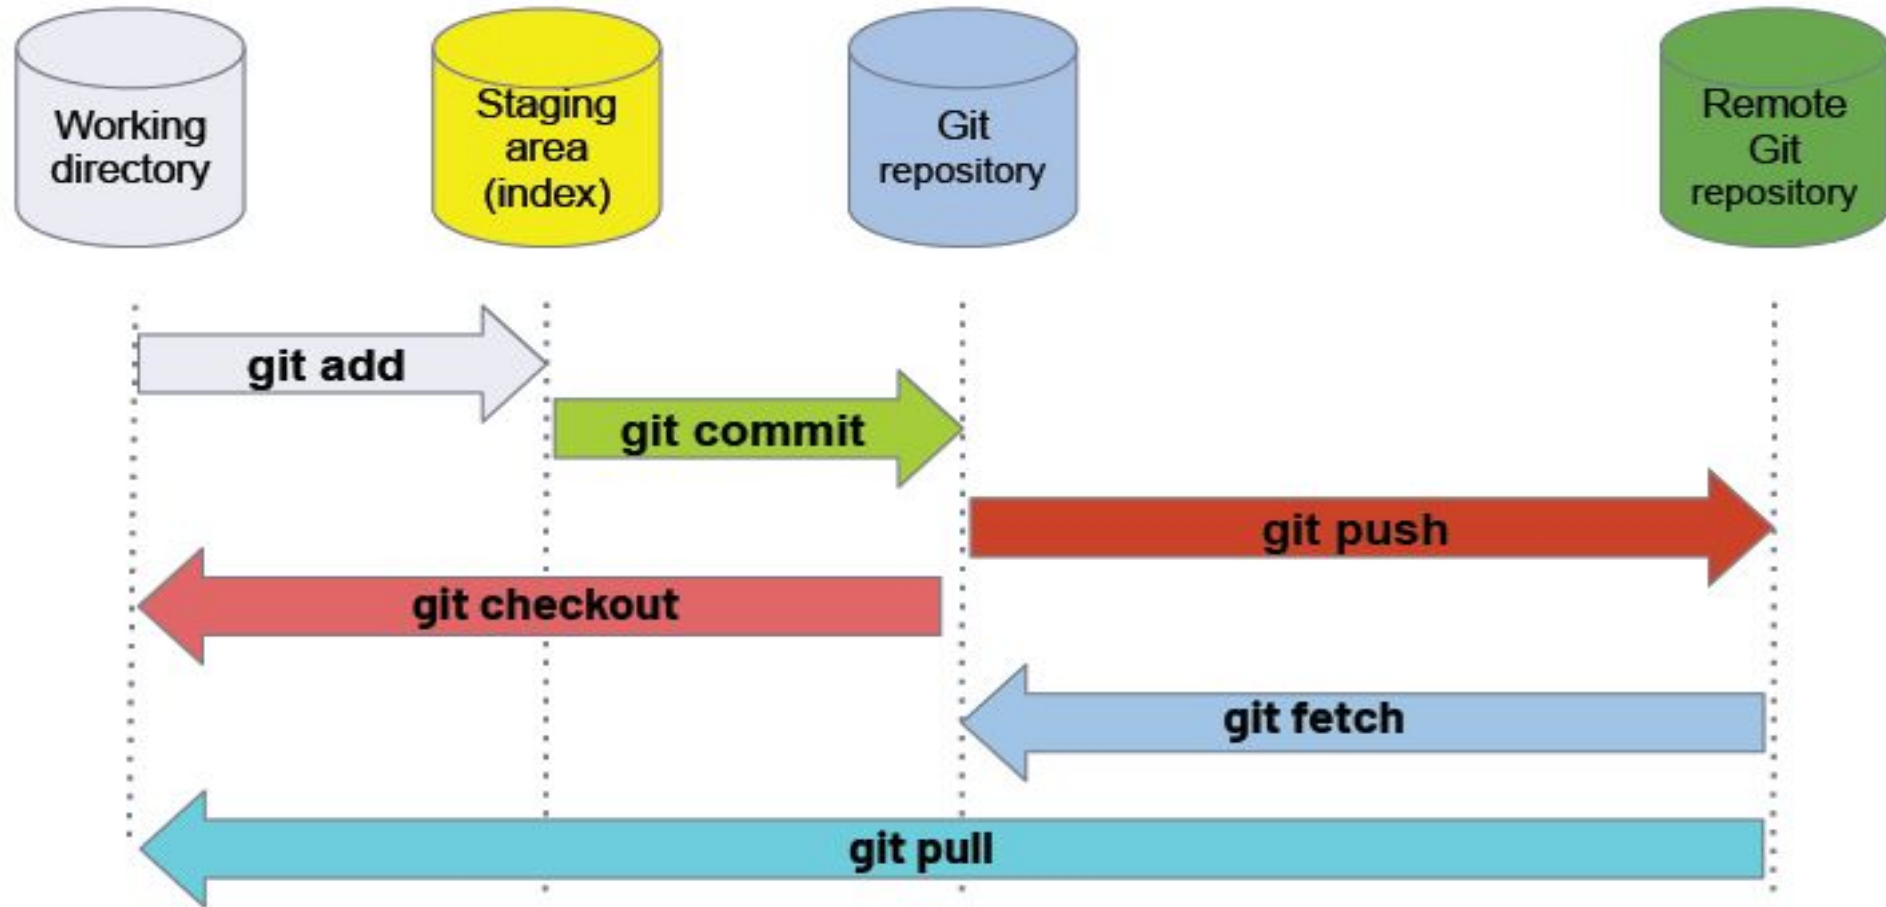 Working
directory
Staging
area
(index)
Git
repository
Remote
Git
repository
git add
git commit
git push
git checkout
git fetch
git pull